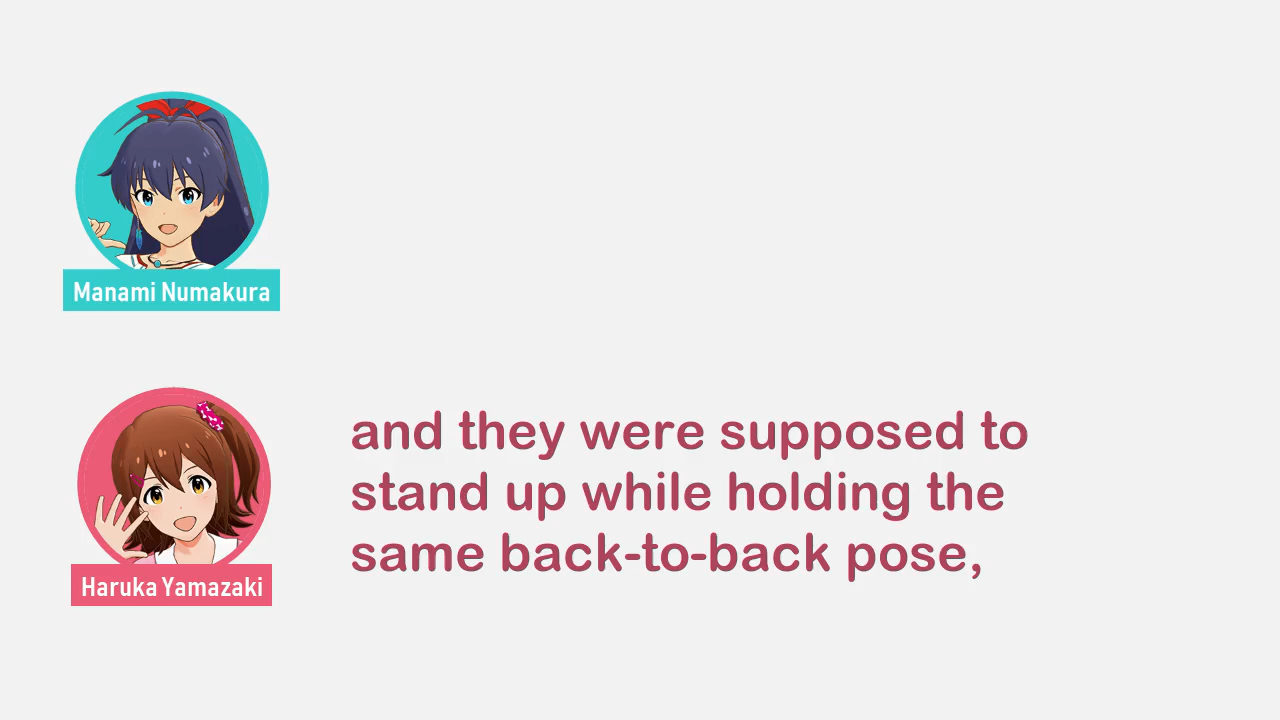 Manami Numakura
and they were supposed to
stand up while holding the
same back-to-back pose,
Haruka Yamazaki